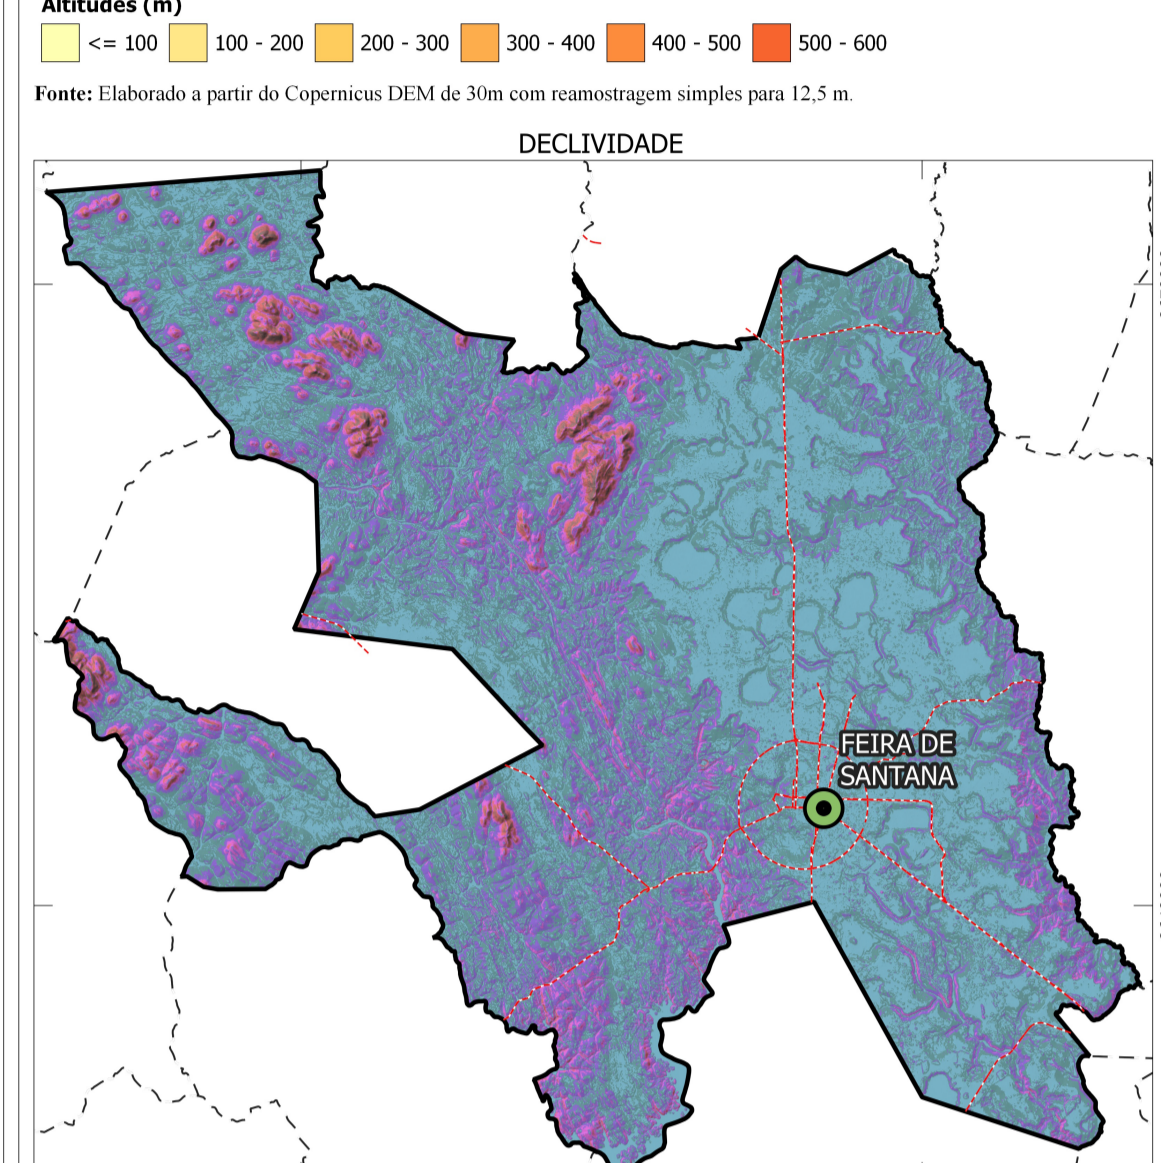 Altitudes (m)
<= 100 100 - 200 200 - 300 300 - 400 400 - 500 500 - 600
Fonte: Elaborado a partir do Copernicus DEM de 30m com reamostragem simples para 12,5 m.
DECLIVIDADE
FEIRA DE
SANTANA